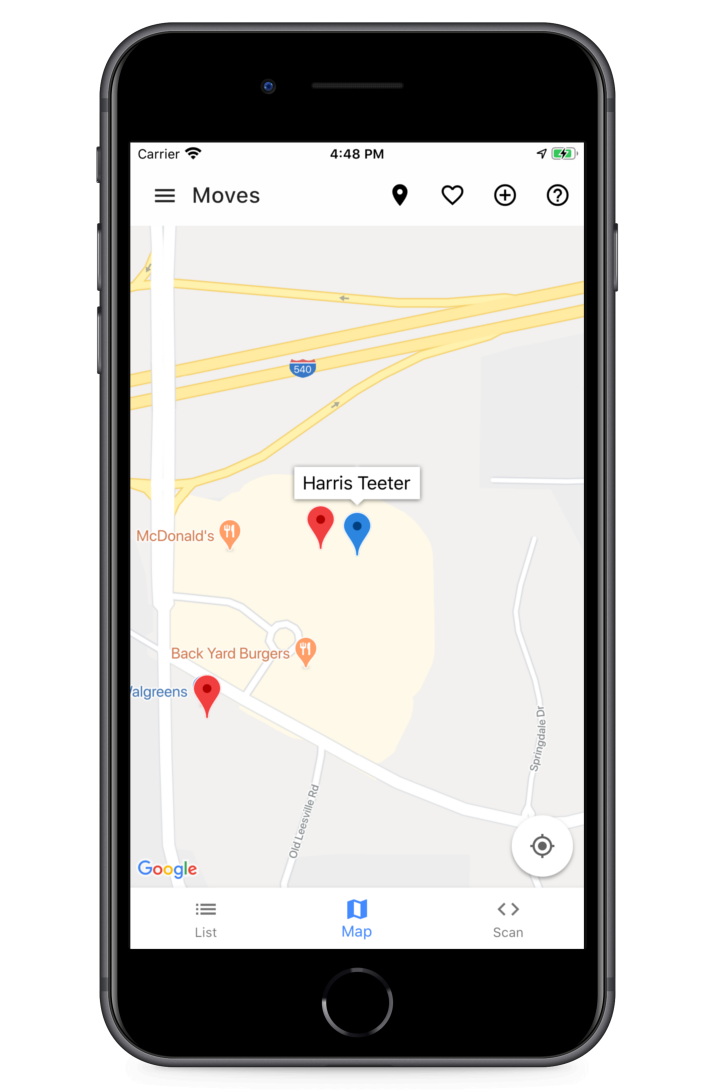 Carrier 4:48 PM
Moves
540
Harris Teeter
McDonald's
Back Yard Burgers
algreens
Springdale Dr
Old Leesville Rd
Google
List Map Scan